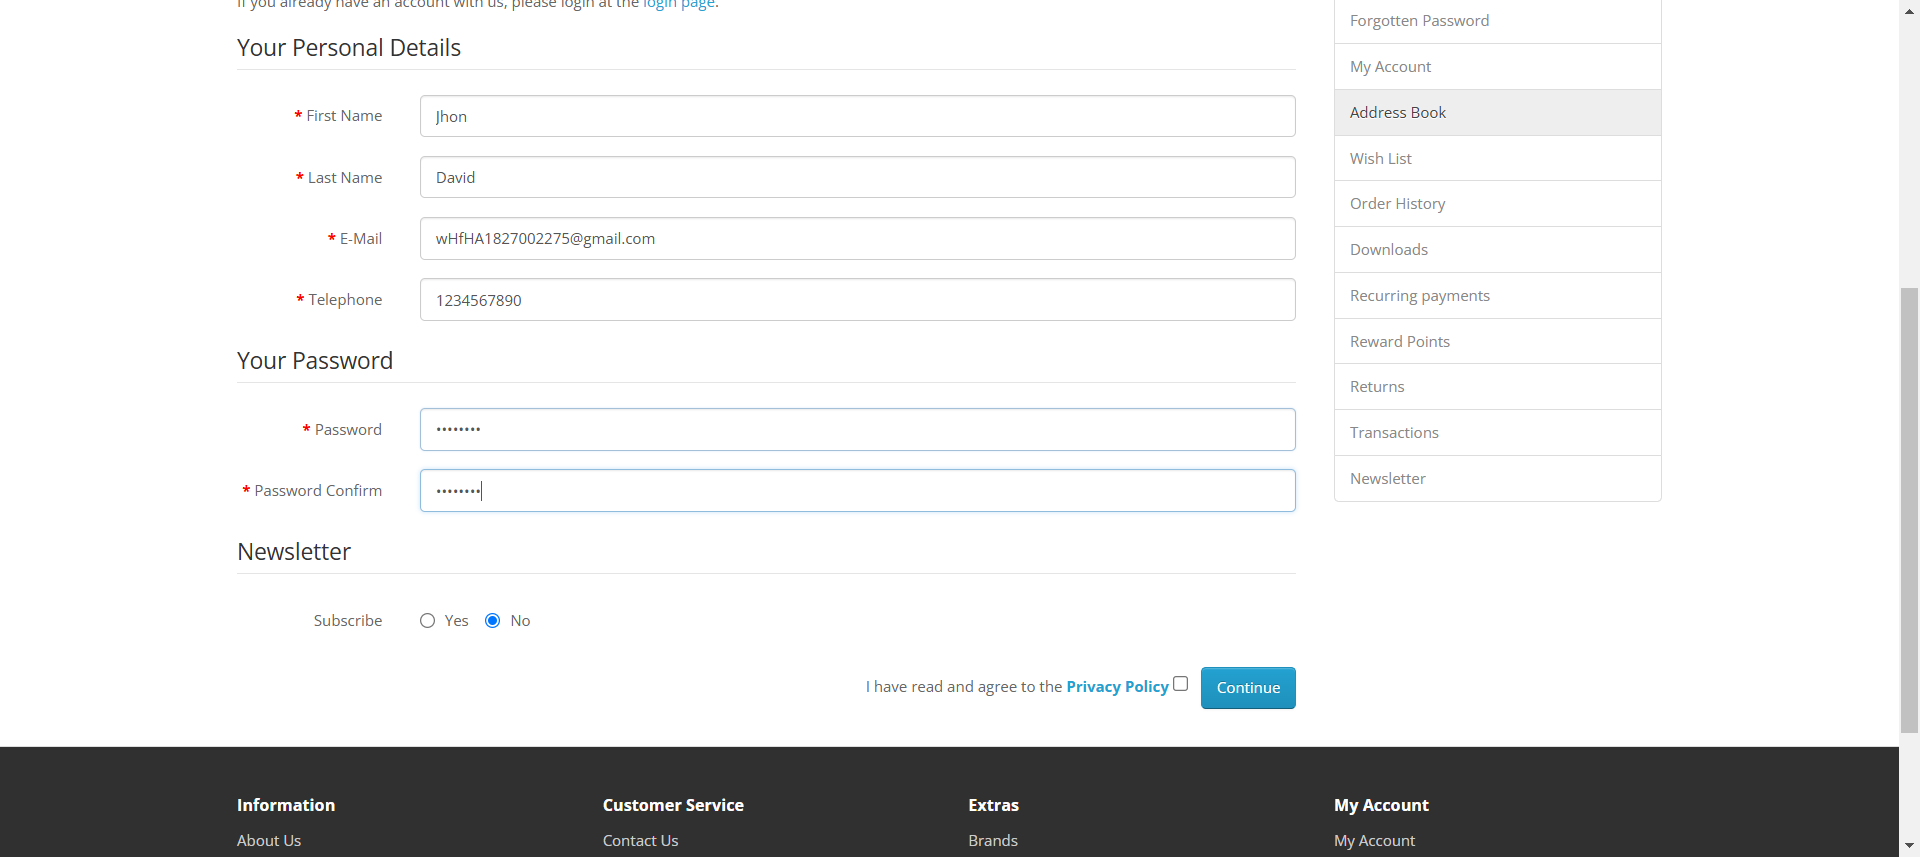 If you already have an account with us, please login at the login page.
Your Personal Details
* First Name
Jhon
* Last Name
David
* E-Mail
wHfHA1827002275@gmail.com
* Telephone
1234567890
Your Password
* Password
••••••••
* Password Confirm
••••••••
Newsletter
Subscribe
Yes
No
I have read and agree to the Privacy Policy
Continue
Forgotten Password
My Account
Address Book
Wish List
Order History
Downloads
Recurring payments
Reward Points
Returns
Transactions
Newsletter
Information
About Us
Customer Service
Contact Us
Extras
Brands
My Account
My Account